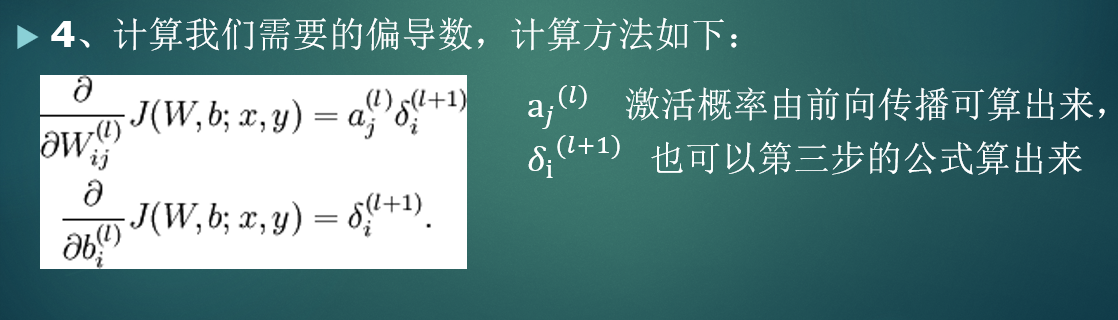 4、计算我们需要的偏导数，计算方法如下：
∂/∂W_{ij}^{(l)} J(W, b; x, y) = a_j^{(l)} δ_i^{(l+1)}
∂/∂b_i^{(l)} J(W, b; x, y) = δ_i^{(l+1)}.
a_j^{(l)} 激活概率由前向传播可算出来，
δ_i^{(l+1)} 也可以第三步的公式算出来